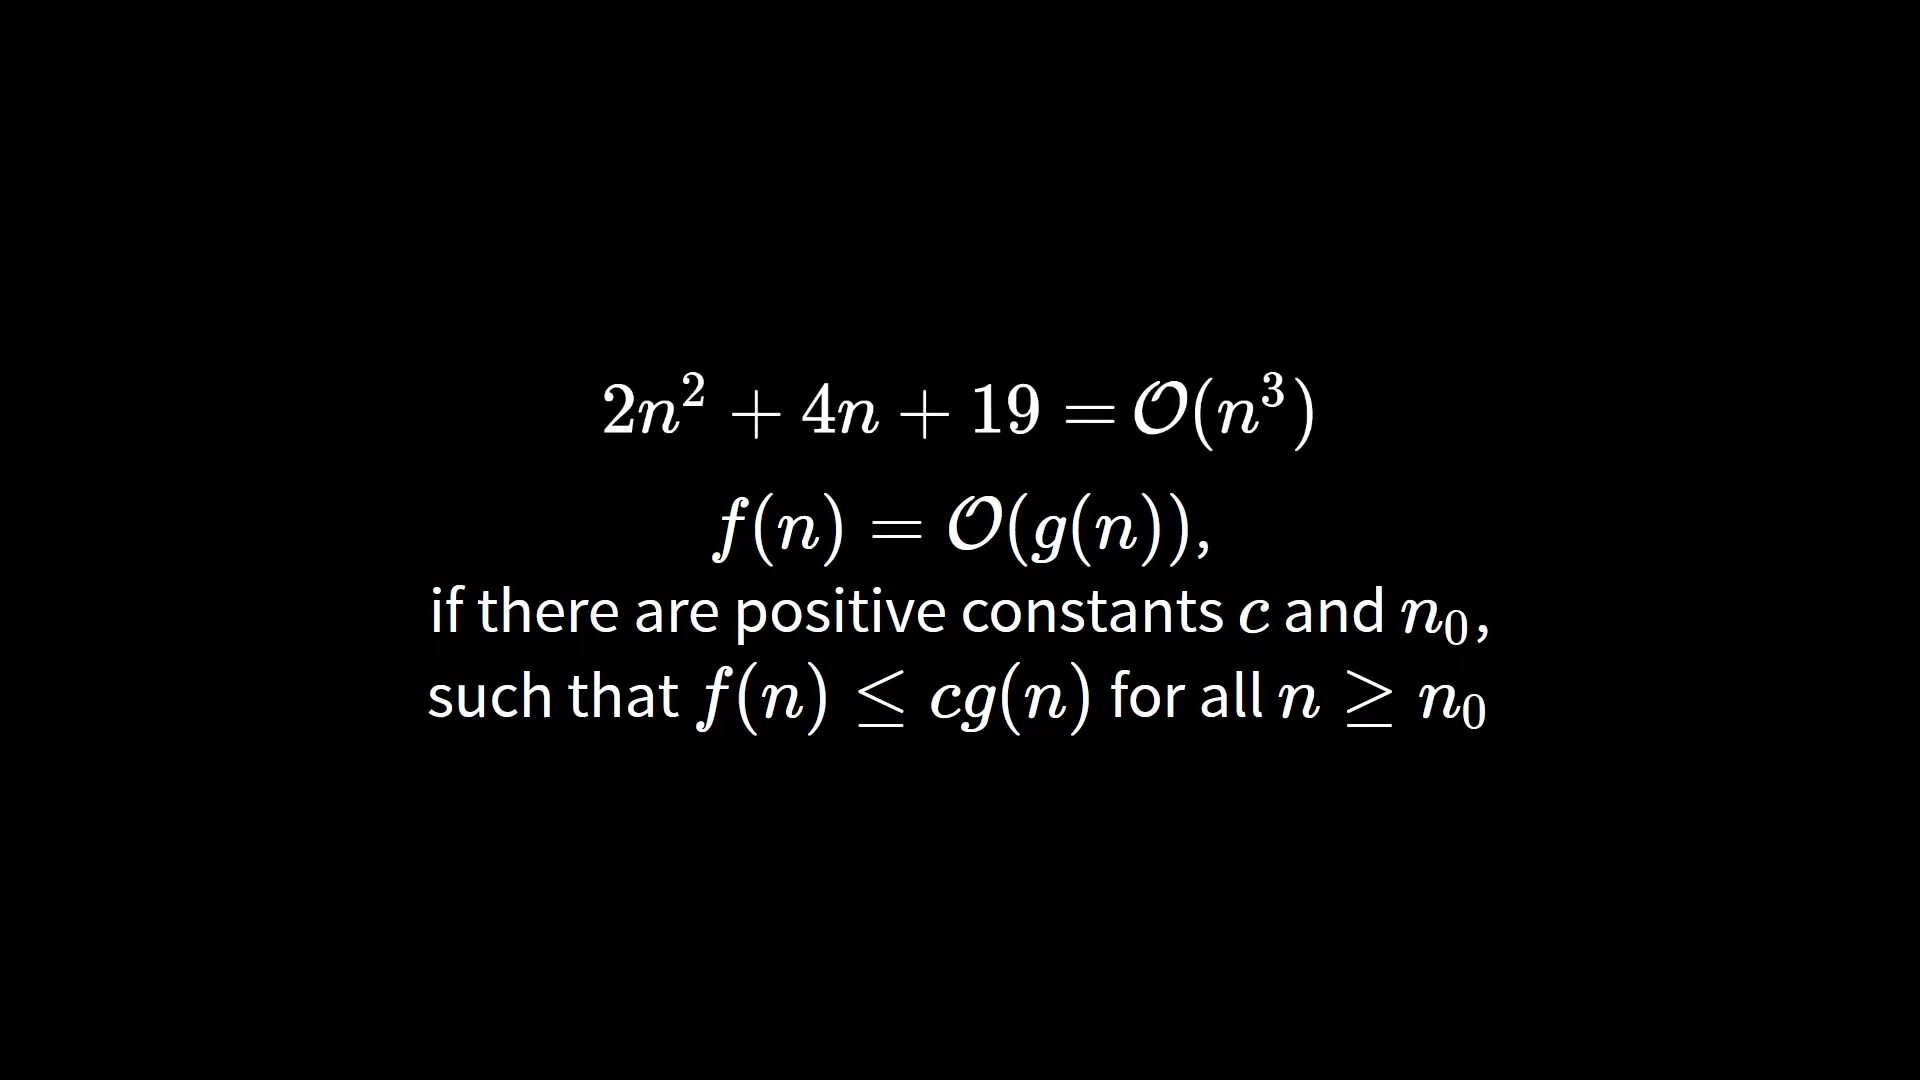 2n² + 4n + 19 = 𝒪(n³)
f(n) = 𝒪(g(n)),
if there are positive constants c and n₀,
such that f(n) ≤ cg(n) for all n ≥ n₀